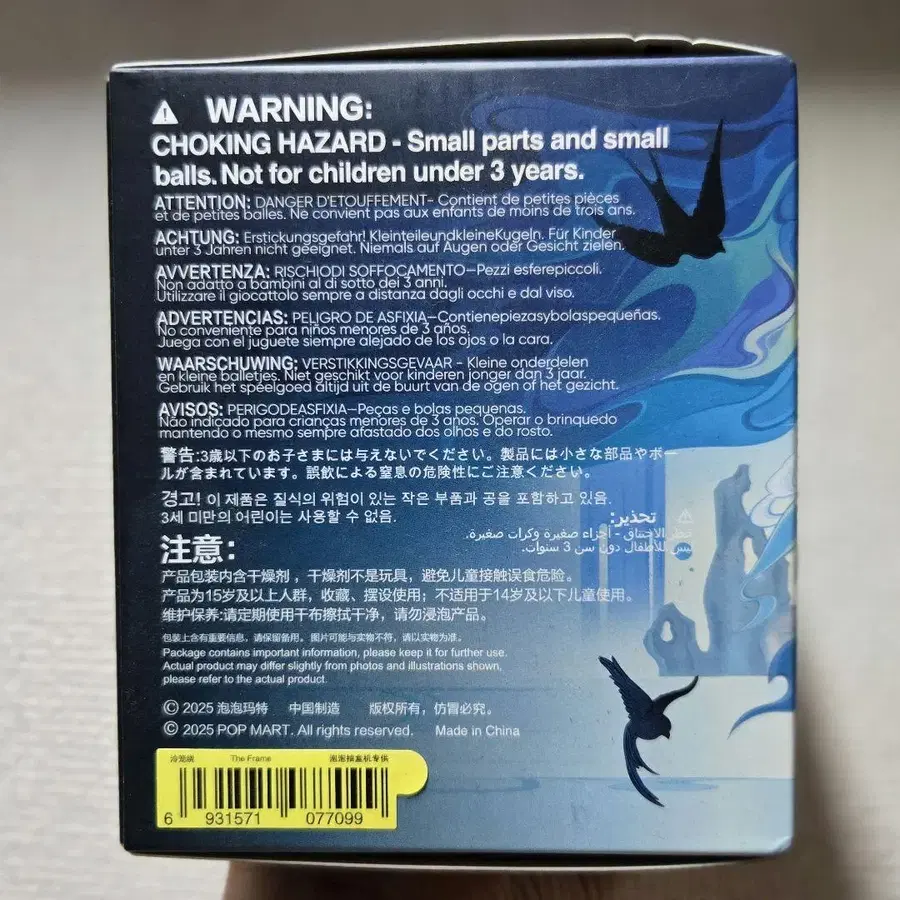 ⚠ WARNING:
CHOKING HAZARD - Small parts and small
balls. Not for children under 3 years.
ATTENTION: DANGER D'ETOUFFEMENT- Contient de petites pièces
et de petites balles. Ne convient pas aux enfants de moins de trois ans.
ACHTUNG: Erstickungsgefahr! KleinteileundkleineKugeln. Für Kinder
unter 3 Jahren nicht geeignet. Niemals auf Augen oder Gesicht zielen.
AVVERTENZA: RISCHIODI SOFFOCAMENTO—Pezzi esferepiccoli.
Non adatto a bambini al di sotto dei 3 anni.
Utilizzare il giocattolo sempre a distanza dagli occhi e dal viso.
ADVERTENCIAS: PELIGRO DE ASFIXIA—Contienepiezasybolaspequeñas.
No conveniente para niños menores de 3 años.
Juega con el juguete siempre alejado de los ojos o la cara.
WAARSCHUWING: VERSTIKKINGSGEVAAR - Kleine onderdelen
en kleine balletjes. Niet geschikt voor kinderen jonger dan 3 jaar.
Gebruik het speelgoed altijd uit de buurt van de ogen of het gezicht.
AVISOS: PERIGODEASFIXIA—Peças e bolas pequenas.
Não indicado para crianças menores de 3 anos. Operar o brinquedo
mantendo o mesmo sempre afastado dos olhos e do rosto.
警告:3歳以下のお子さまには与えないでください。製品には小さな部品やボー
ルが含まれています。誤飲による窒息の危険性にご注意ください。
경고! 이 제품은 질식의 위험이 있는 작은 부품과 공을 포함하고 있음.
3세 미만의 어린이는 사용할 수 없음.
⚠ تحذير:
خطر الاختناق - أجزاء صغيرة وكرات صغيرة.
ليس للأطفال دون سن 3 سنوات.
注意:
产品包装内含干燥剂，干燥剂不是玩具，避免儿童接触误食危险。
产品为15岁及以上人群，收藏、摆设使用；不适用于14岁及以下儿童使用。
维护保养:请定期使用干布擦拭干净，请勿浸泡产品。
包装上含有重要信息，请保留备用。图片可能与实物不符，请以实物为准。
Package contains important information, please keep it for further use.
Actual product may differ slightly from photos and illustrations shown,
please refer to the actual product.
© 2025 泡泡玛特 中国制造 版权所有，仿冒必究。
© 2025 POP MART. All rights reserved. Made in China
The Frame 泡泡抽盒机专供
6 931571 077099